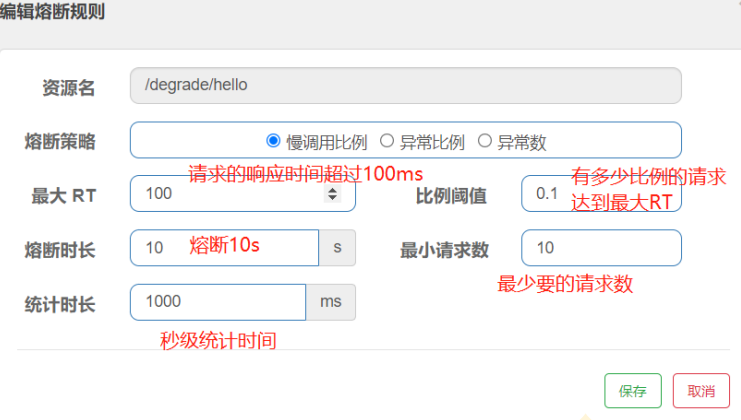 编辑熔断规则
资源名 /degrade/hello
熔断策略 慢调用比例 异常比例 异常数
请求的响应时间超过100ms
最大 RT 100 比例阈值 0.1
有多少比例的请求
达到最大RT
熔断时长 10 s 最小请求数 10
熔断10s
最少要的请求数
统计时长 1000 ms
秒级统计时间
保存 取消